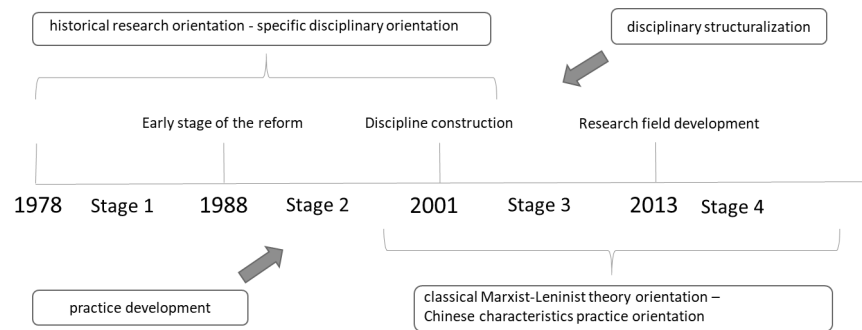 historical research orientation - specific disciplinary orientation
disciplinary structuralization
Early stage of the reform
Discipline construction
Research field development
1978 Stage 1 1988 Stage 2 2001 Stage 3 2013 Stage 4
practice development
classical Marxist-Leninist theory orientation –
Chinese characteristics practice orientation